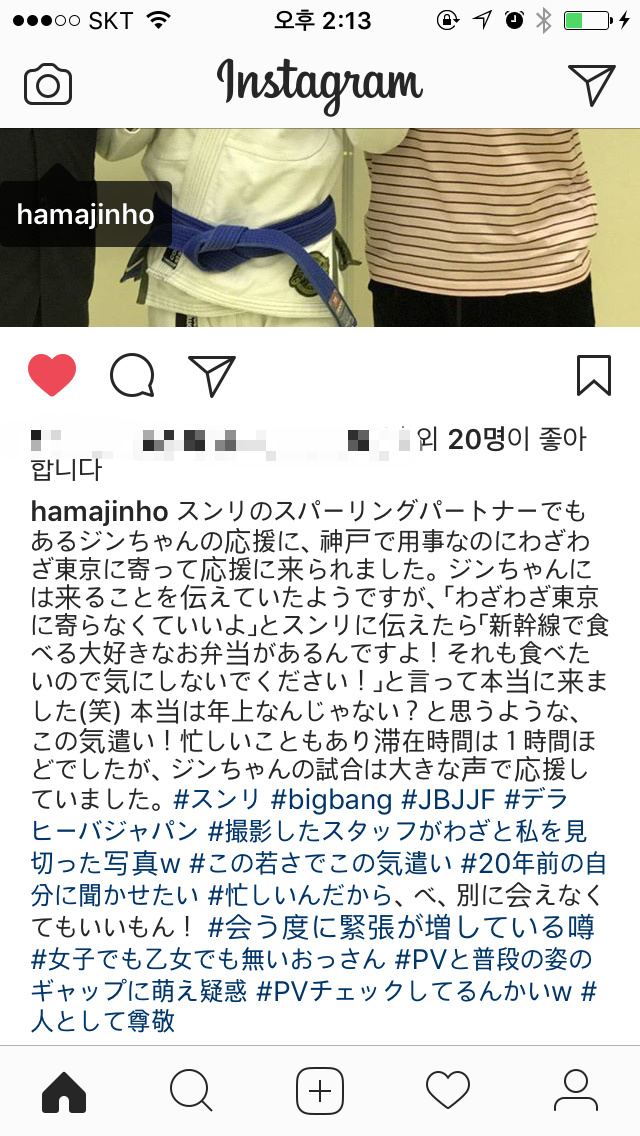 SKT 오후 2:13
Instagram
hamajinho
외 20명이 좋아
합니다
hamajinho スンリのスパーリングパートナーでも
あるジンちゃんの応援に、神戸で用事なのにわざわ
ざ東京に寄って応援に来られました。ジンちゃんに
は来ることを伝えていたようですが、「わざわざ東京
に寄らなくていいよ」とスンリに伝えたら「新幹線で食
べる大好きなお弁当があるんですよ！それも食べた
いので気にしないでください！」と言って本当に来ま
した(笑) 本当は年上なんじゃない？と思うような、
この気遣い！忙しいこともあり滞在時間は１時間ほ
どでしたが、ジンちゃんの試合は大きな声で応援し
ていました。#スンリ #bigbang #JBJJF #デラ
ヒーバジャパン #撮影したスタッフがわざと私を見
切った写真w #この若さでこの気遣い #20年前の自
分に聞かせたい #忙しいんだから、べ、別に会えなく
てもいいもん！ #会う度に緊張が増している噂
#女子でも乙女でも無いおっさん #PVと普段の姿の
ギャップに萌え疑惑 #PVチェックしてるんかいw #
人として尊敬